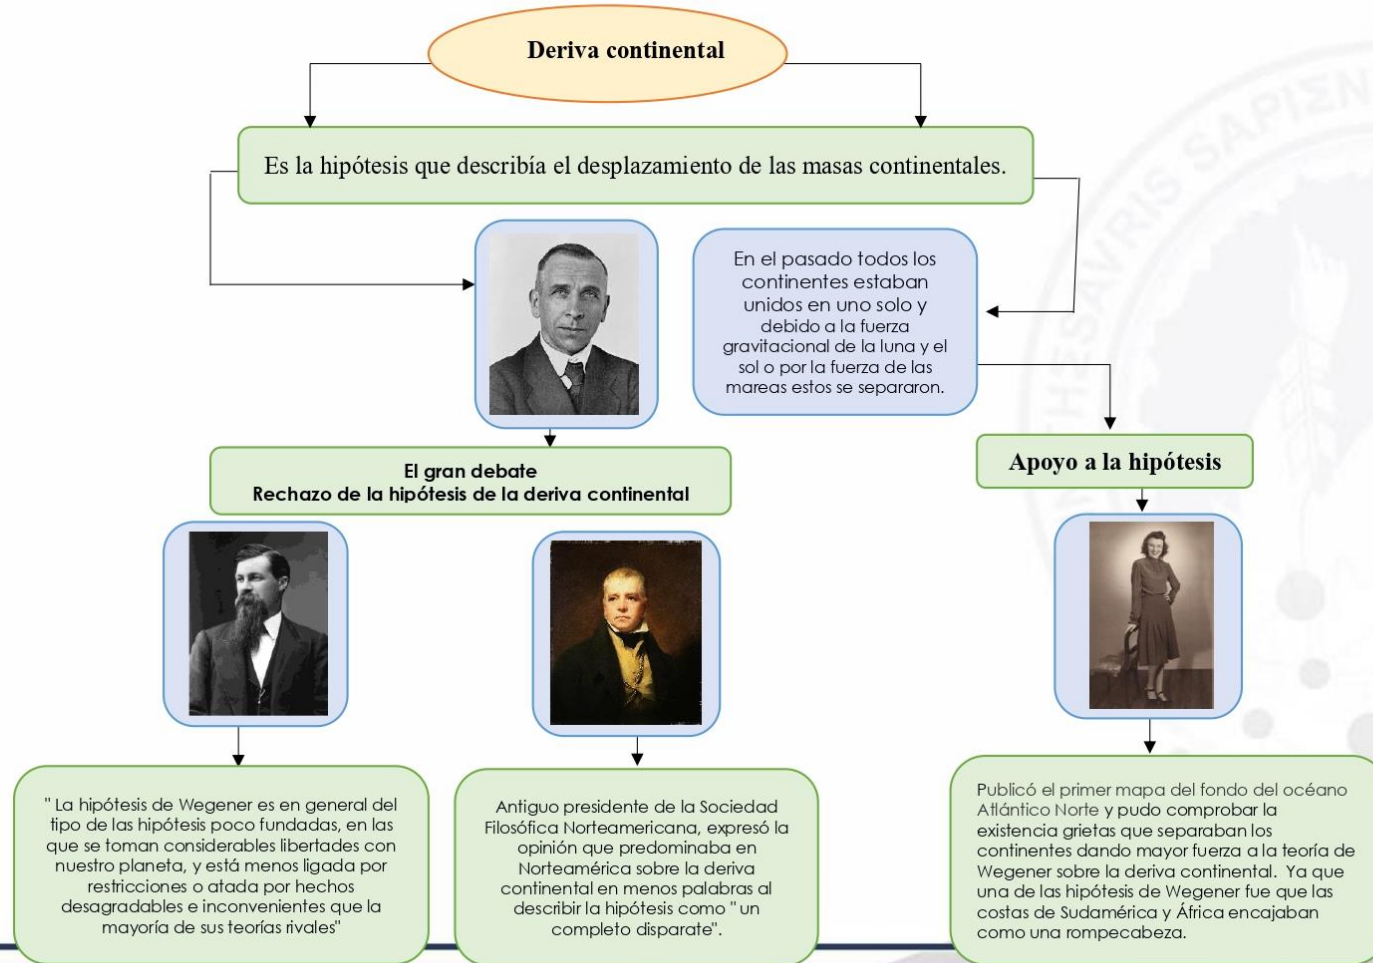 Deriva continental
Es la hipótesis que describía el desplazamiento de las masas continentales.
En el pasado todos los
continentes estaban
unidos en uno solo y
debido a la fuerza
gravitacional de la luna y el
sol o por la fuerza de las
mareas estos se separaron.
El gran debate
Rechazo de la hipótesis de la deriva continental
Apoyo a la hipótesis
" La hipótesis de Wegener es en general del
tipo de las hipótesis poco fundadas, en las
que se toman considerables libertades con
nuestro planeta, y está menos ligada por
restricciones o atada por hechos
desagradables e inconvenientes que la
mayoría de sus teorías rivales"
Antiguo presidente de la Sociedad
Filosófica Norteamericana, expresó la
opinión que predominaba en
Norteamérica sobre la deriva
continental en menos palabras al
describir la hipótesis como " un
completo disparate".
Publicó el primer mapa del fondo del océano
Atlántico Norte y pudo comprobar la
existencia grietas que separaban los
continentes dando mayor fuerza a la teoría de
Wegener sobre la deriva continental. Ya que
una de las hipótesis de Wegener fue que las
costas de Sudamérica y África encajaban
como una rompecabeza.